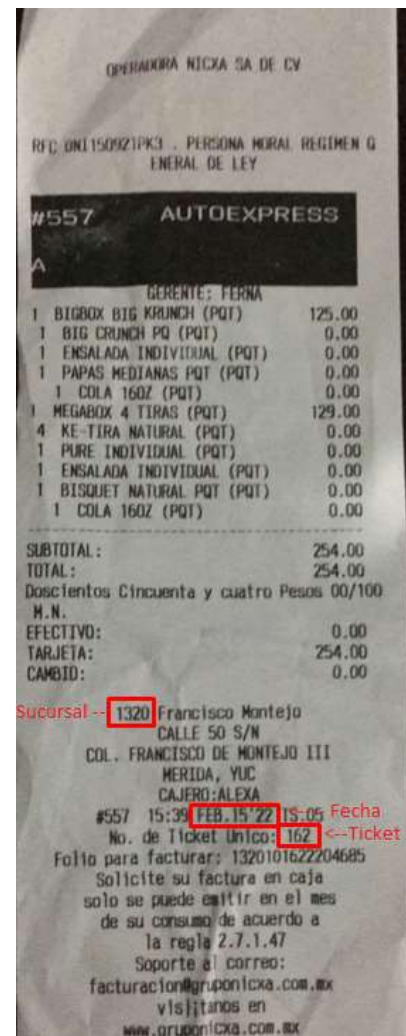 OPERADORA NICXA SA DE CV
RFC ONI150921PK3 . PERSONA MORAL REGIMEN G
ENERAL DE LEY
#557 AUTOEXPRESS
A
GERENTE: FERNA
1 BIGBOX BIG KRUNCH (PQT) 125.00
1 BIG CRUNCH PQ (PQT) 0.00
1 ENSALADA INDIVIDUAL (PQT) 0.00
1 PAPAS MEDIANAS PQT (PQT) 0.00
1 COLA 16OZ (PQT) 0.00
1 MEGABOX 4 TIRAS (PQT) 129.00
4 KE-TIRA NATURAL (PQT) 0.00
1 PURE INDIVIDUAL (PQT) 0.00
1 ENSALADA INDIVIDUAL (PQT) 0.00
1 BISQUET NATURAL PQT (PQT) 0.00
1 COLA 16OZ (PQT) 0.00
SUBTOTAL: 254.00
TOTAL: 254.00
Doscientos Cincuenta y cuatro Pesos 00/100
M.N.
EFECTIVO: 0.00
TARJETA: 254.00
CAMBIO: 0.00
Sucursal -- 1320 Francisco Montejo
CALLE 50 S/N
COL. FRANCISCO DE MONTEJO III
MERIDA, YUC
CAJERO:ALEXA
#557 15:39 FEB.15'22 TS:05 <-- Fecha
No. de Ticket Unico: 162 <--Ticket
Folio para facturar: 1320101622204685
Solicite su factura en caja
solo se puede emitir en el mes
de su consumo de acuerdo a
la regla 2.7.1.47
Soporte al correo:
facturacion@gruponicxa.com.mx
visjtanos en
www.gruponicxa.com.mx